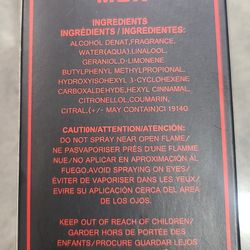 INGREDIENTS
INGRÉDIENTS / INGREDIENTES:
ALCOHOL DENAT,FRAGRANCE,
WATER(AQUA),LINALOOL,
GERANIOL,D-LIMONENE
BUTYLPHENYL METHYLPROPIONAL,
HYDROXYISOHEXYL 3-CYCLOHEXENE
CARBOXALDEHYDE,HEXYL CINNAMAL,
CITRONELLOL,COUMARIN,
CITRAL,(+/- MAY CONTAIN)CI 19140
CAUTION/ATTENTION/ATENCIÓN:
DO NOT SPRAY NEAR OPEN FLAME/
NE PASVAPORISER PRÈS D'UNE FLAMME
NUE/NO APLICAR EN APROXIMACIÓN AL
FUEGO.AVOID SPRAYING ON EYES/
ÉVITER DE VAPORISER DANS LES YEUX/
EVIRE SU APLICACIÓN CERCA DEL AREA
DE LOS OJOS.
KEEP OUT OF REACH OF CHILDREN/
GARDER HORS DE PORTÉE DES
ENFANTS/PROCURE GUARDAR LEJOS